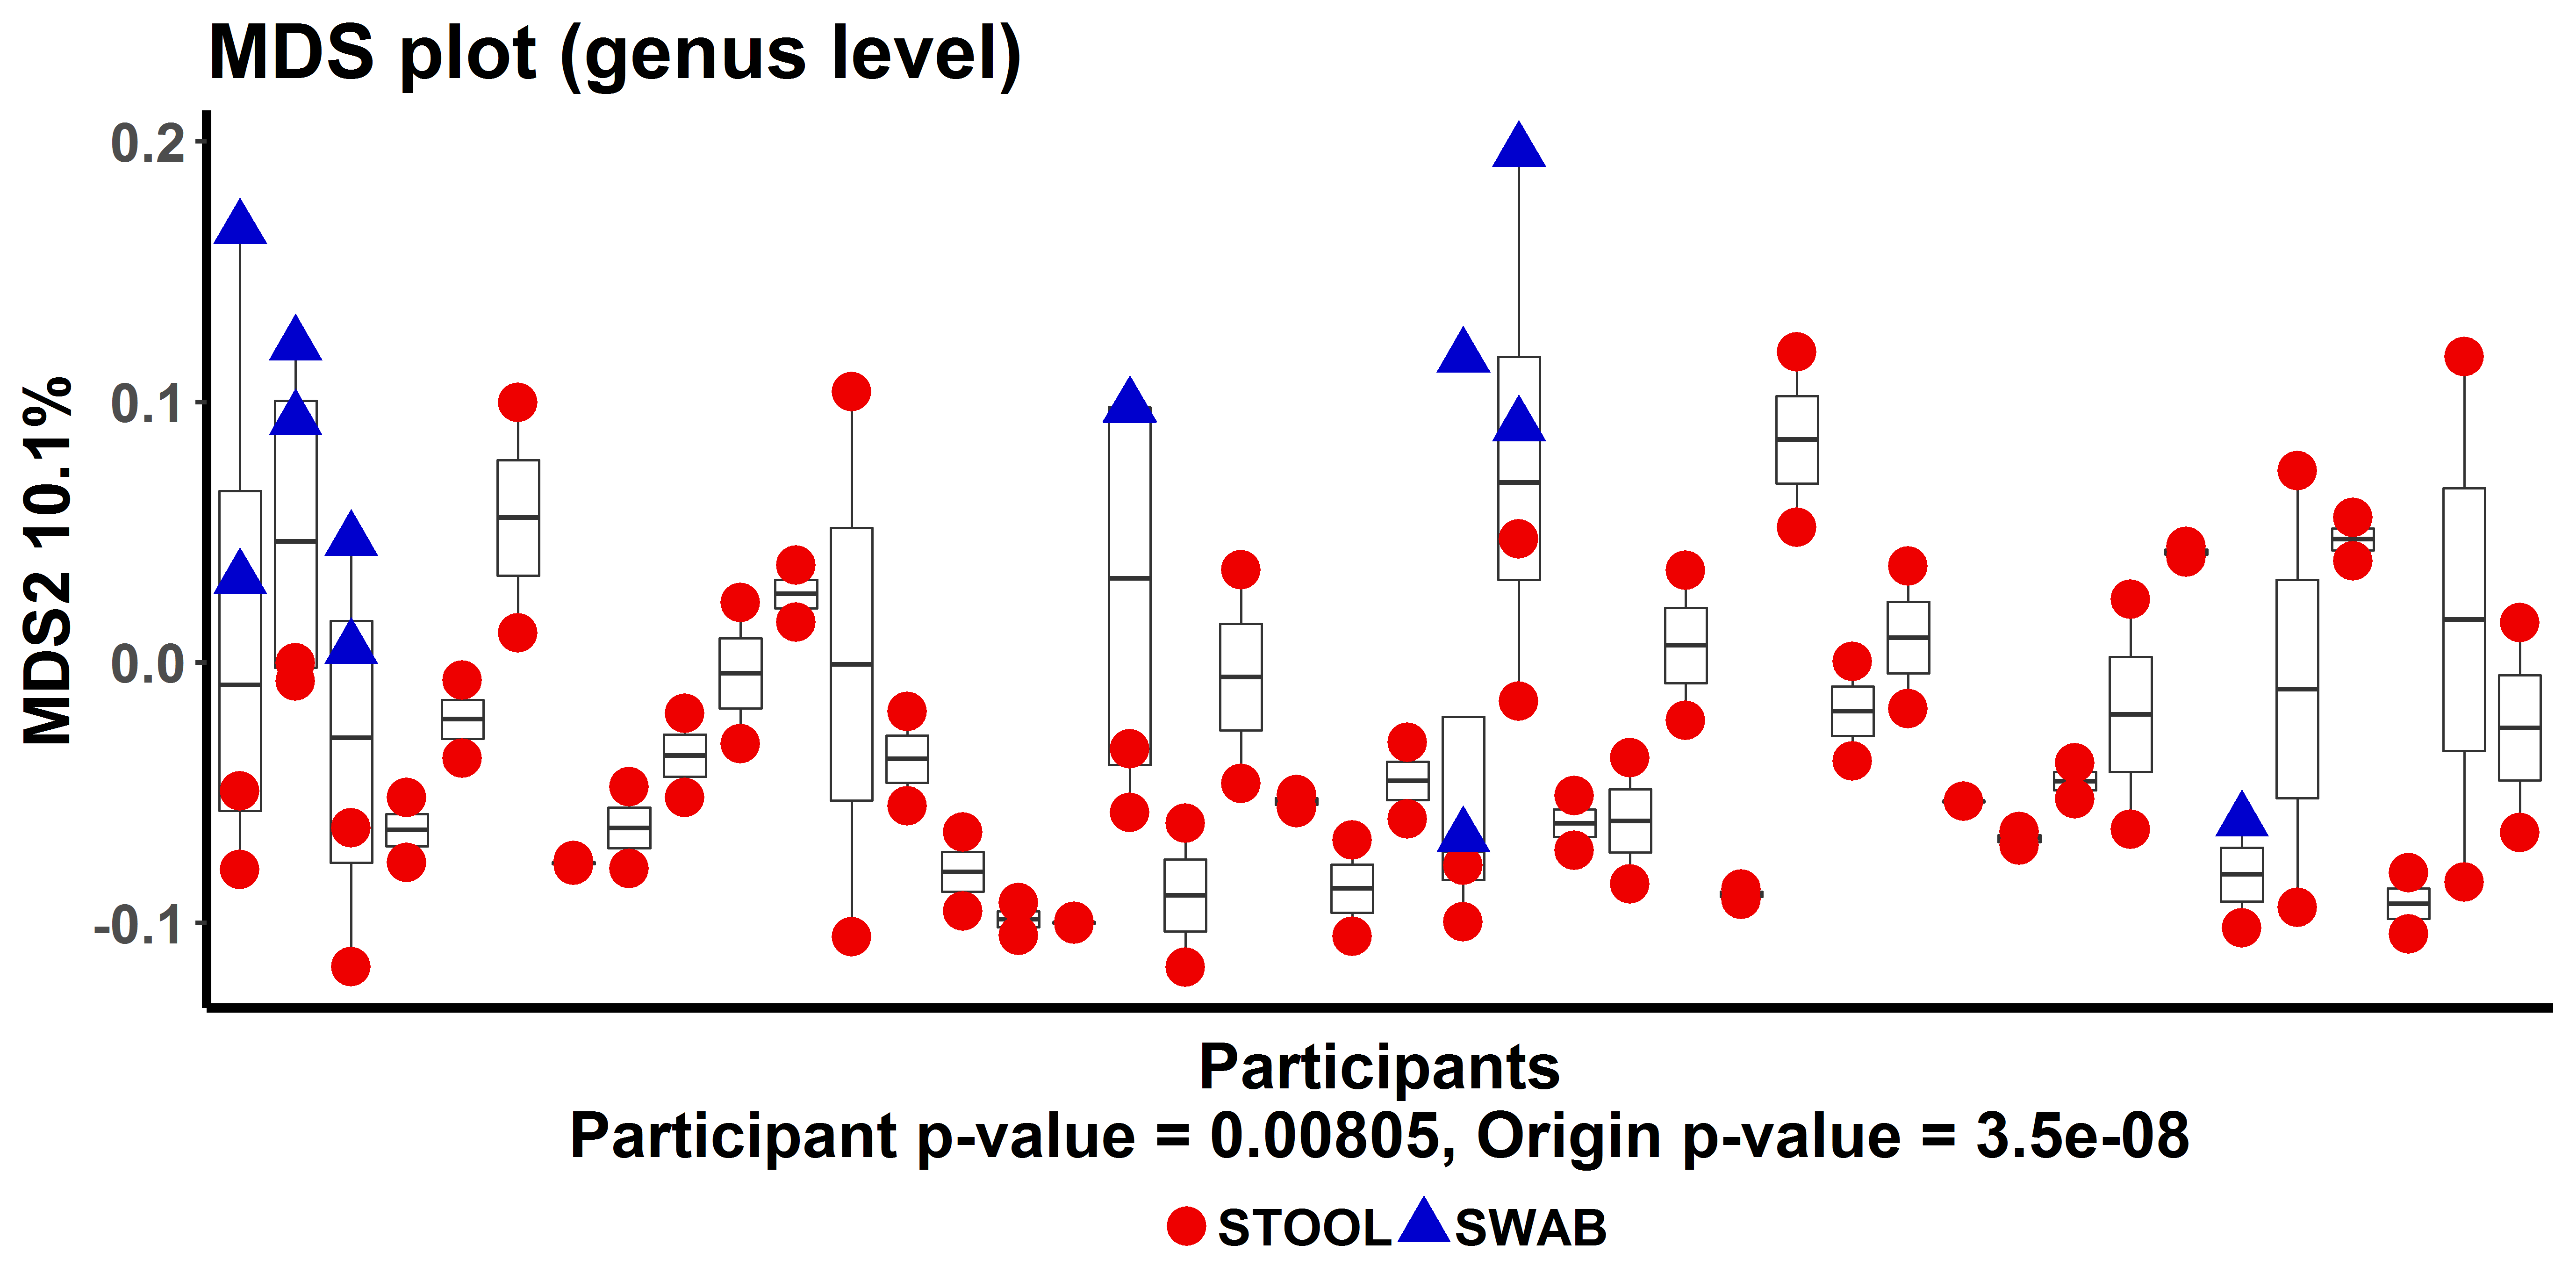 MDS plot (genus level)
MDS2 10.1%
0.2
0.1
0.0
-0.1
Participants
Participant p-value = 0.00805, Origin p-value = 3.5e-08
STOOL SWAB